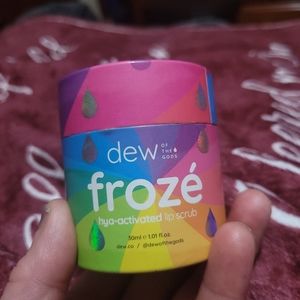 dew OF THE GODS
frozé
hya-activated lip scrub
30ml e 1.01 fl.oz.
dew.co / @dewofthegods